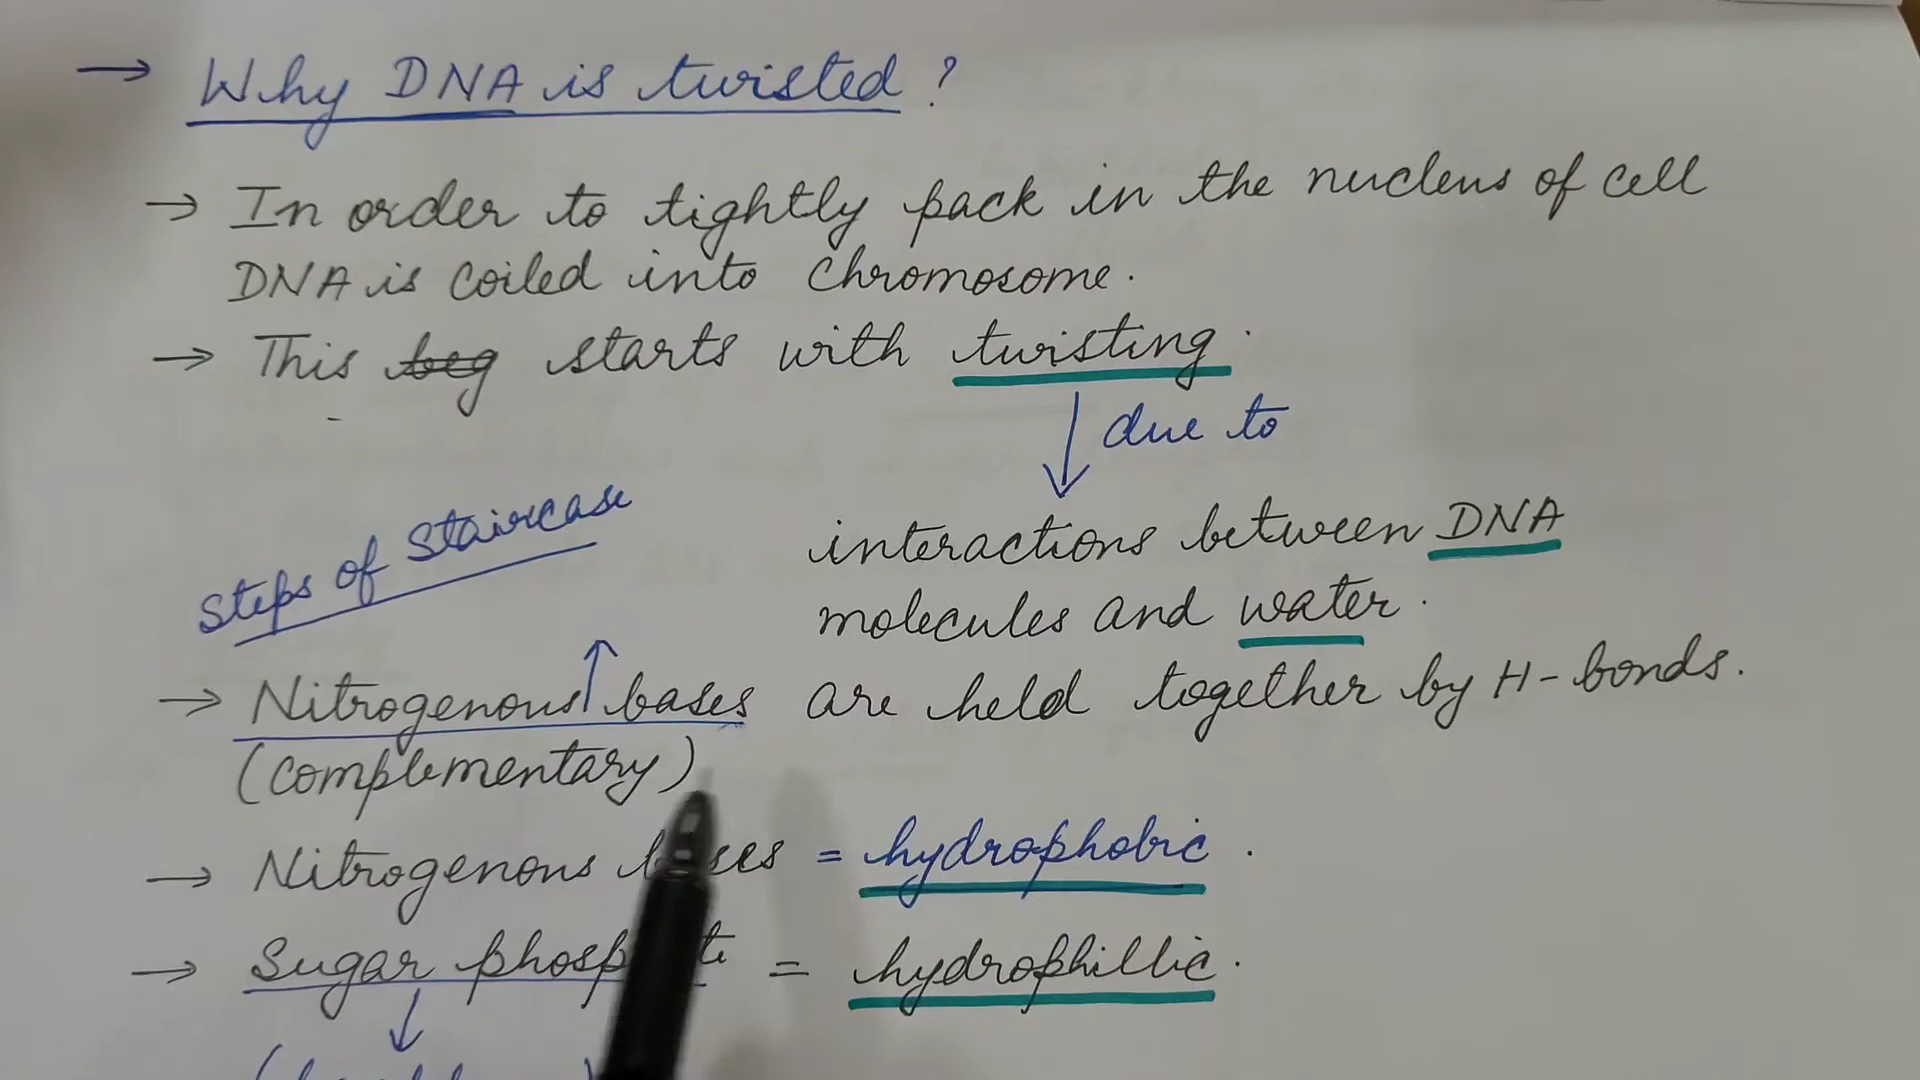 → Why DNA is twisted ?
→ In order to tightly pack in the nucleus of cell
DNA is coiled into chromosome.
→ This beg starts with twisting.
due to
interactions between DNA
molecules and water.
Steps of Staircase
→ Nitrogenous bases are held together by H-bonds.
(complementary)
→ Nitrogenous = hydrophobic.
→ Sugar = hydrophillic.